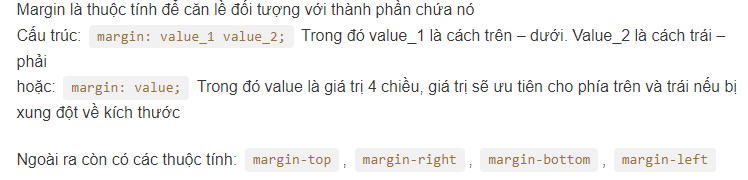 Margin là thuộc tính để căn lề đối tượng với thành phần chứa nó
Cấu trúc: margin: value_1 value_2; Trong đó value_1 là cách trên – dưới. Value_2 là cách trái –
phải
hoặc: margin: value; Trong đó value là giá trị 4 chiều, giá trị sẽ ưu tiên cho phía trên và trái nếu bị
xung đột về kích thước
Ngoài ra còn có các thuộc tính: margin-top , margin-right , margin-bottom , margin-left